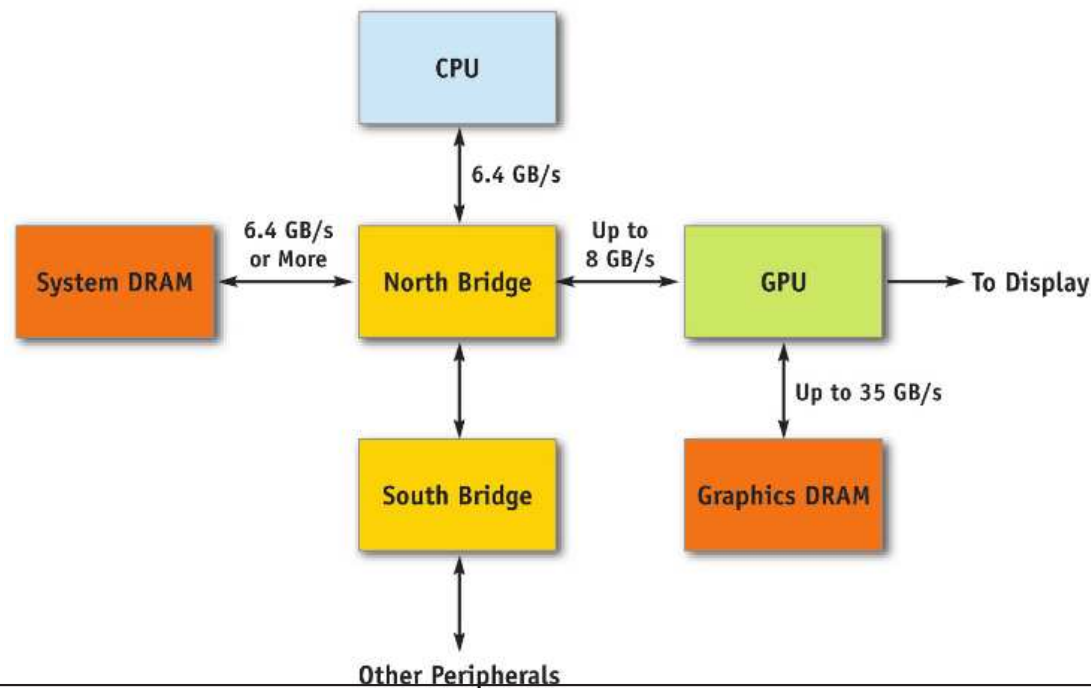 CPU
6.4 GB/s
6.4 GB/s
or More
Up to
8 GB/s
System DRAM
North Bridge
GPU
To Display
Up to 35 GB/s
South Bridge
Graphics DRAM
Other Peripherals